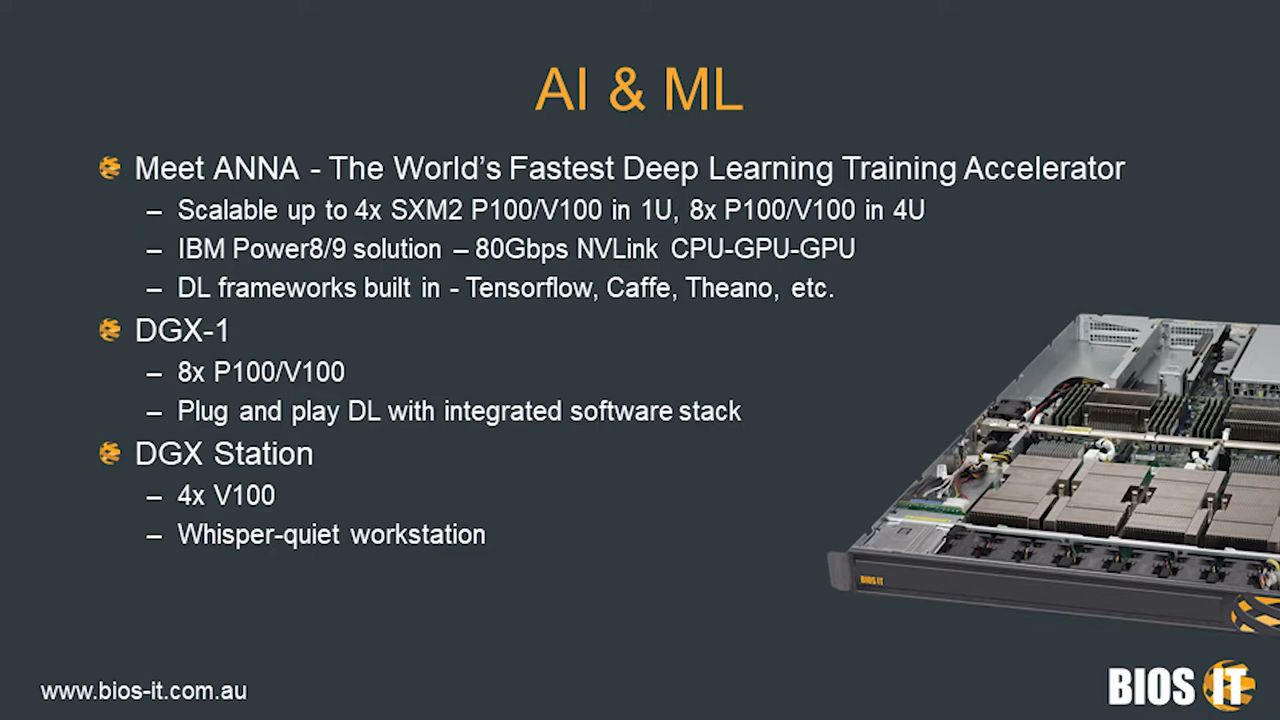 AI & ML
Meet ANNA - The World's Fastest Deep Learning Training Accelerator
– Scalable up to 4x SXM2 P100/V100 in 1U, 8x P100/V100 in 4U
– IBM Power8/9 solution – 80Gbps NVLink CPU-GPU-GPU
– DL frameworks built in - Tensorflow, Caffe, Theano, etc.
DGX-1
– 8x P100/V100
– Plug and play DL with integrated software stack
DGX Station
– 4x V100
– Whisper-quiet workstation
BIOS IT
www.bios-it.com.au
BIOS IT